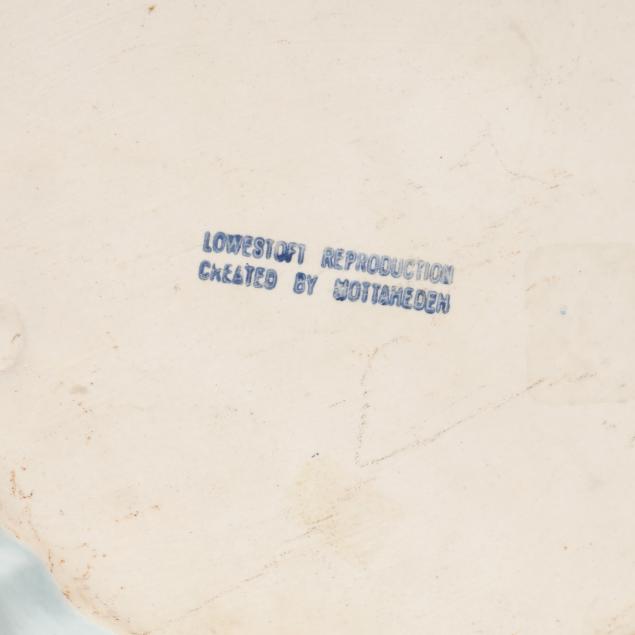 LOWESTOFT REPRODUCTION
CREATED BY MOTTAHEDEH